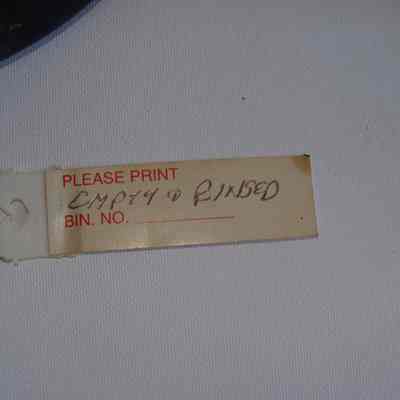 PLEASE PRINT
EMPTY & RINSED
BIN. NO.